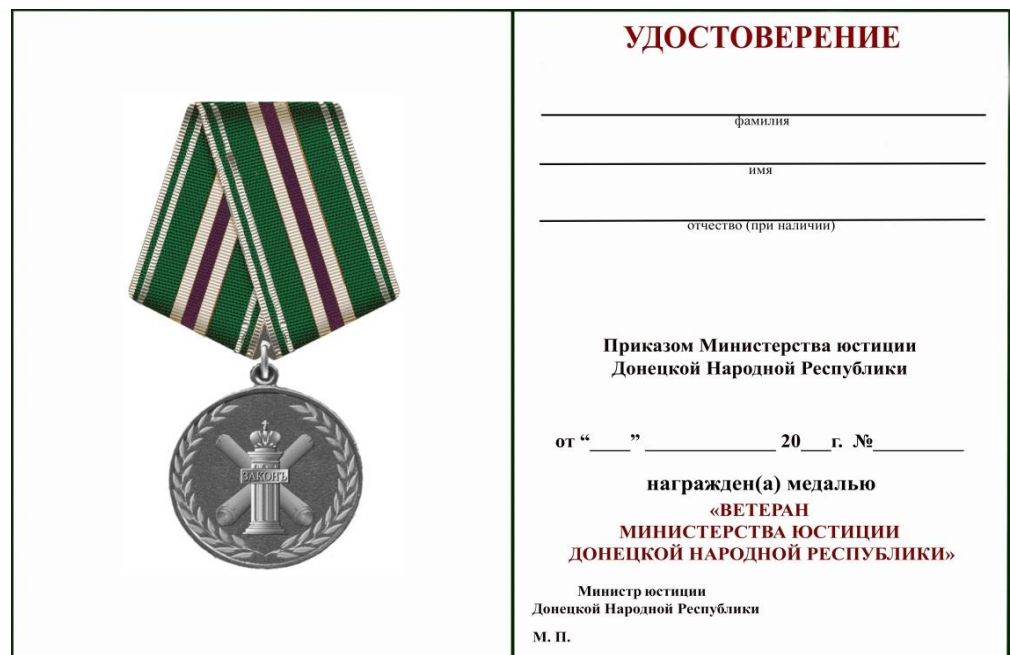 ЗАКОНЪ
УДОСТОВЕРЕНИЕ
фамилия
имя
отчество (при наличии)
Приказом Министерства юстиции
Донецкой Народной Республики
от “____” _____________ 20___г. №_________
награжден(а) медалью
«ВЕТЕРАН
МИНИСТЕРСТВА ЮСТИЦИИ
ДОНЕЦКОЙ НАРОДНОЙ РЕСПУБЛИКИ»
Министр юстиции
Донецкой Народной Республики
М. П.